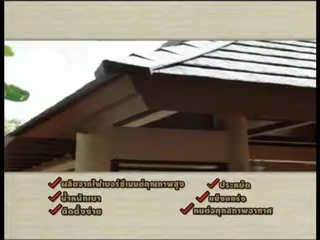 ผลิตจากไฟเบอร์ซีเมนต์คุณภาพสูง
น้ำหนักเบา
ติดตั้งง่าย
ประหยัด
แข็งแกร่ง
ทนต่อทุกสภาพอากาศ